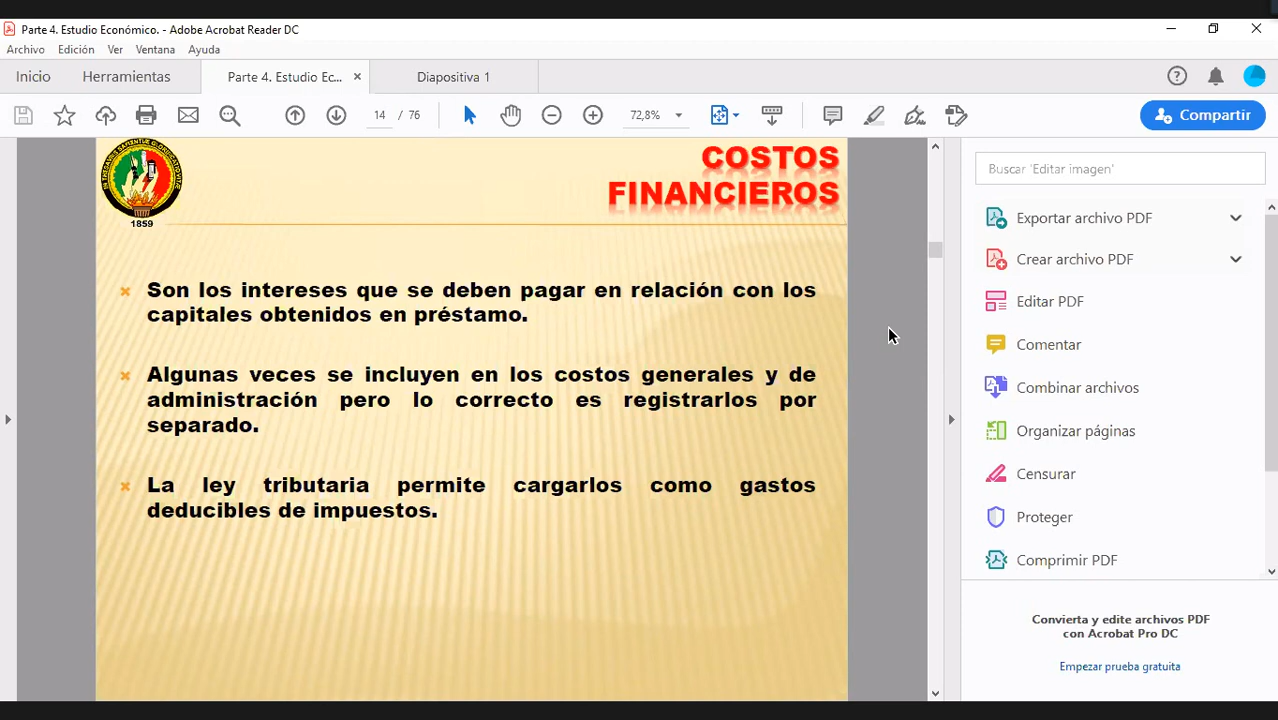 Parte 4. Estudio Económico. - Adobe Acrobat Reader DC
Archivo Edición Ver Ventana Ayuda
Inicio Herramientas Parte 4. Estudio Ec... × Diapositiva 1
14 / 76 72,8% Compartir
COSTOS
FINANCIEROS
1859
Son los intereses que se deben pagar en relación con los
capitales obtenidos en préstamo.
Algunas veces se incluyen en los costos generales y de
administración pero lo correcto es registrarlos por
separado.
La ley tributaria permite cargarlos como gastos
deducibles de impuestos.
Buscar 'Editar imagen'
Exportar archivo PDF
Crear archivo PDF
Editar PDF
Comentar
Combinar archivos
Organizar páginas
Censurar
Proteger
Comprimir PDF
Convierta y edite archivos PDF
con Acrobat Pro DC
Empezar prueba gratuita